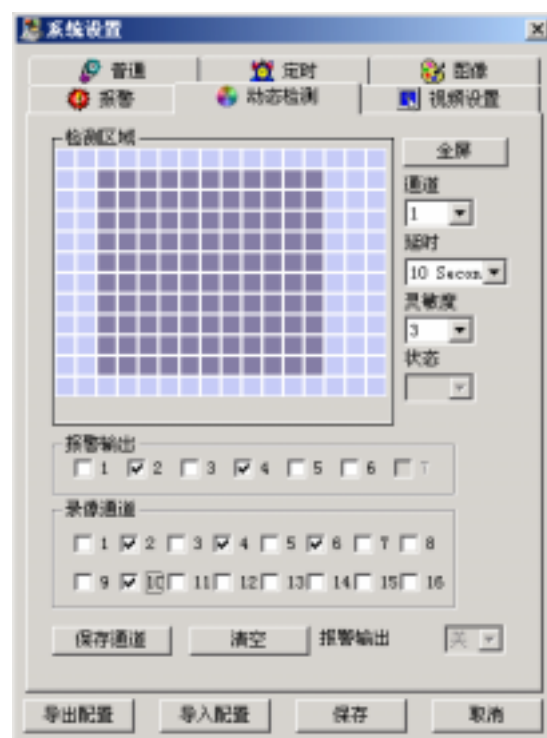 系统设置
普通 定时 图像
报警 动态检测 视频设置
检测区域
全屏
通道
1
延时
10 Secon
灵敏度
3
状态
报警输出
1 2 3 4 5 6 7
录像通道
1 2 3 4 5 6 7 8
9 10 11 12 13 14 15 16
保存通道 清空 报警输出 关
导出配置 导入配置 保存 取消